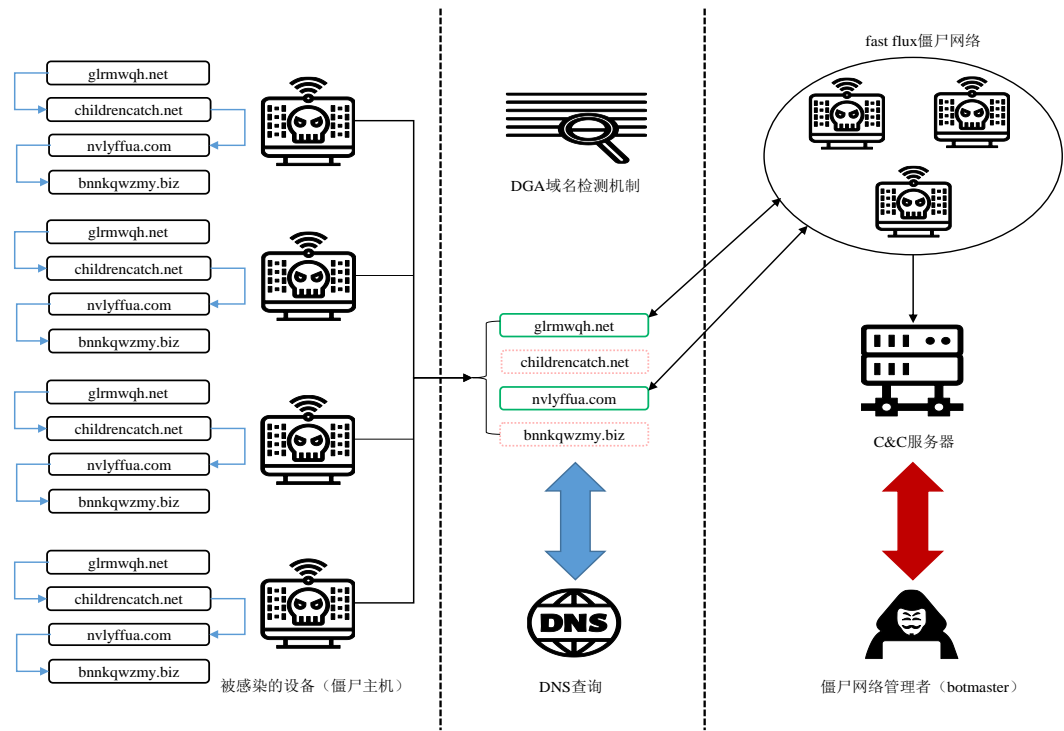 glrmwqh.net
childrencatch.net
nvlyffua.com
bnnkqwzmy.biz
glrmwqh.net
childrencatch.net
nvlyffua.com
bnnkqwzmy.biz
glrmwqh.net
childrencatch.net
nvlyffua.com
bnnkqwzmy.biz
glrmwqh.net
childrencatch.net
nvlyffua.com
bnnkqwzmy.biz
被感染的设备（僵尸主机）
DGA域名检测机制
glrmwqh.net
childrencatch.net
nvlyffua.com
bnnkqwzmy.biz
DNS
DNS查询
fast flux僵尸网络
C&C服务器
僵尸网络管理者（botmaster）